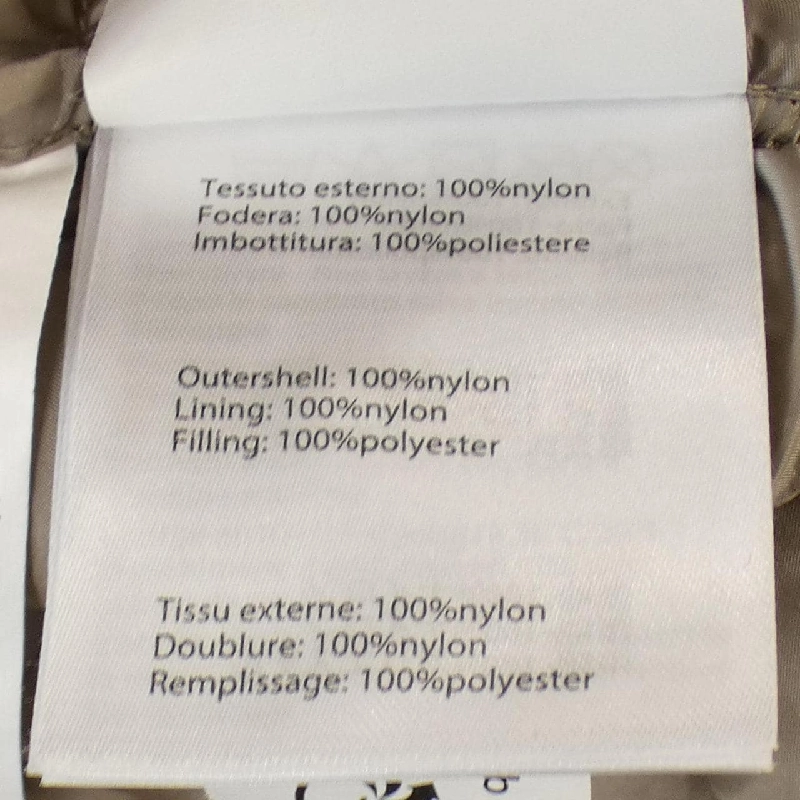 Tessuto esterno: 100%nylon
Fodera: 100%nylon
Imbottitura: 100%poliestere
Outershell: 100%nylon
Lining: 100%nylon
Filling: 100%polyester
Tissu externe: 100%nylon
Doublure: 100%nylon
Remplissage: 100%polyester